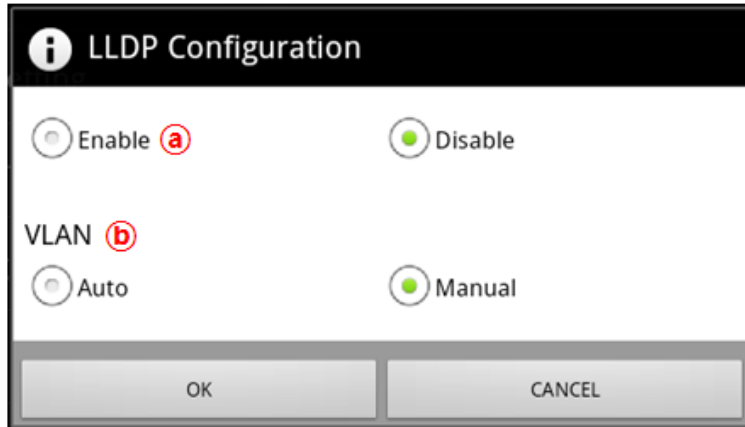 LLDP Configuration
Enable ⓐ Disable
VLAN ⓑ
Auto Manual
OK CANCEL